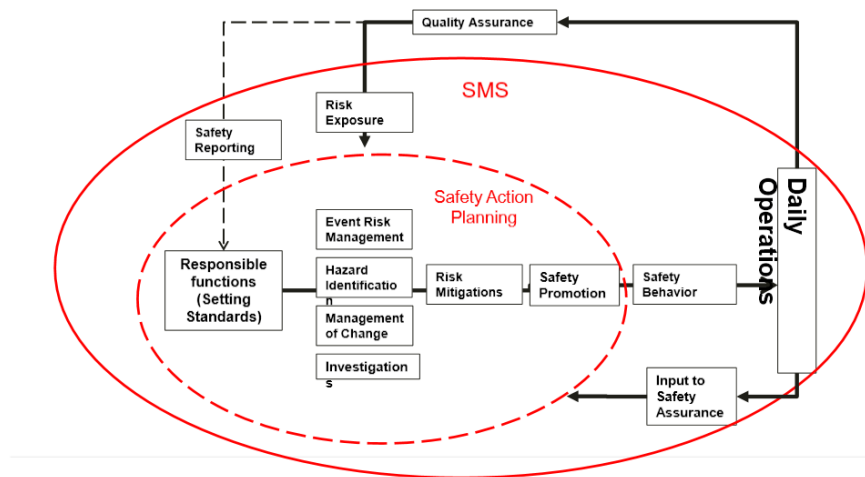 Quality Assurance
SMS
Risk
Exposure
Safety
Reporting
Safety Action
Planning
Daily
Operations
Event Risk
Management
Responsible
functions
(Setting
Standards)
Hazard
Identificatio
n
Risk
Mitigations
Safety
Promotion
Safety
Behavior
Management
of Change
Investigation
s
Input to
Safety
Assurance